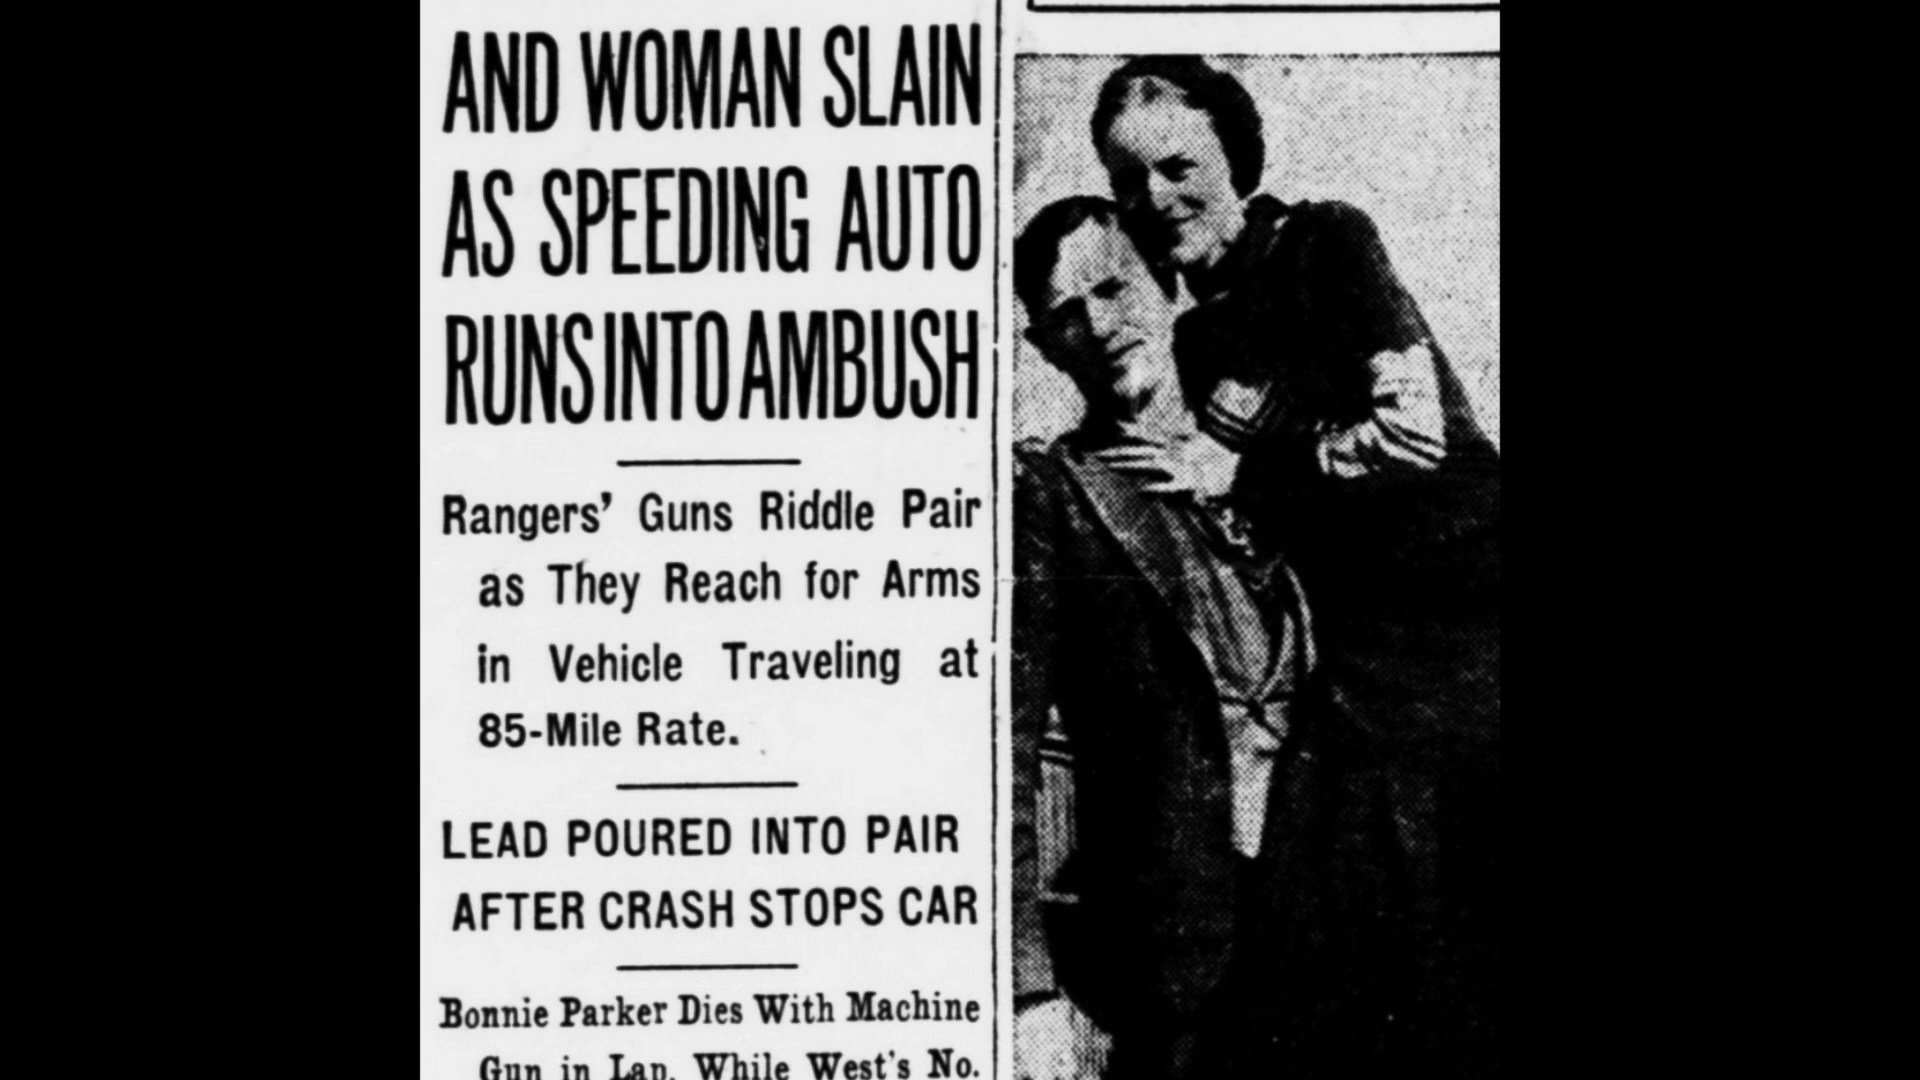 AND WOMAN SLAIN
AS SPEEDING AUTO
RUNS INTO AMBUSH
Rangers’ Guns Riddle Pair
as They Reach for Arms
in Vehicle Traveling at
85-Mile Rate.
LEAD POURED INTO PAIR
AFTER CRASH STOPS CAR
Bonnie Parker Dies With Machine
Gun in Lap, While West's No.